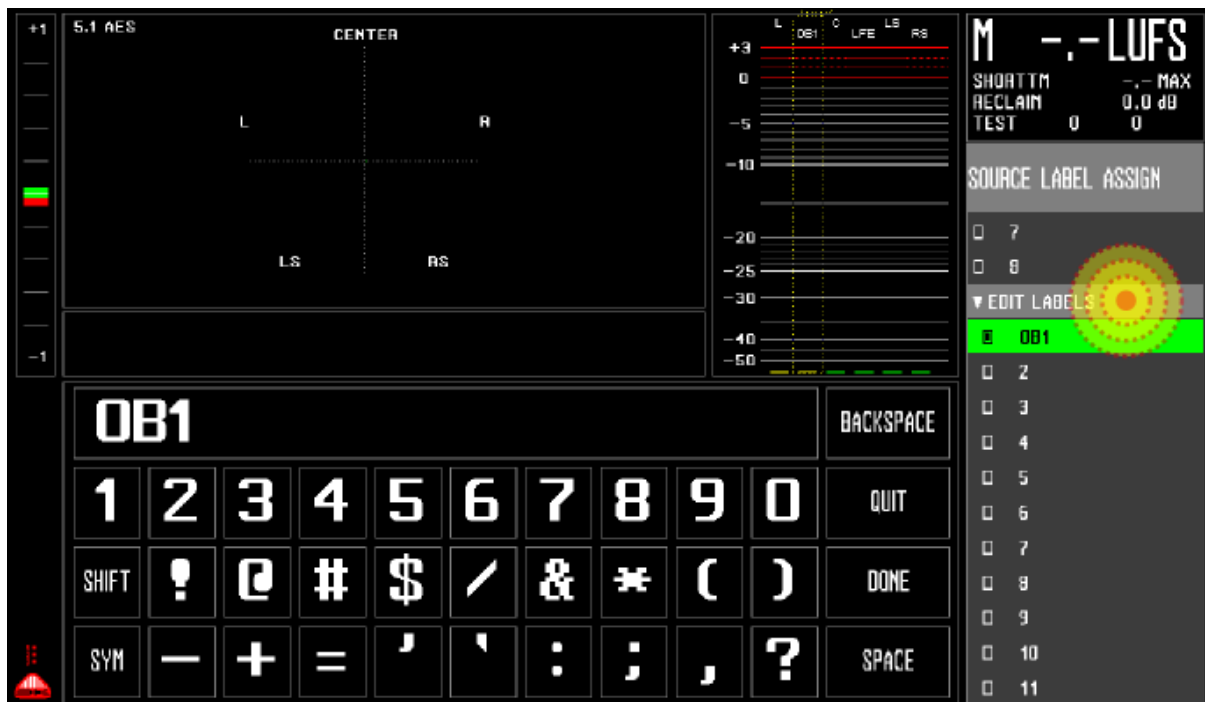 +1
-1
5.1 AES
CENTER
L R
LS RS
L OB1 C LFE LS RS
+3
0
-5
-10
-20
-25
-30
-40
-50
M -.- LUFS
SHORTTM -.- MAX
RECLAIM 0.0 dB
TEST 0 0
SOURCE LABEL ASSIGN
7
8
▼ EDIT LABELS
OB1
2
3
4
5
6
7
8
9
10
11
OB1 BACKSPACE
1 2 3 4 5 6 7 8 9 0 QUIT
SHIFT ! @ # $ / & * ( ) DONE
SYM - + = ' ` : ; , ? SPACE